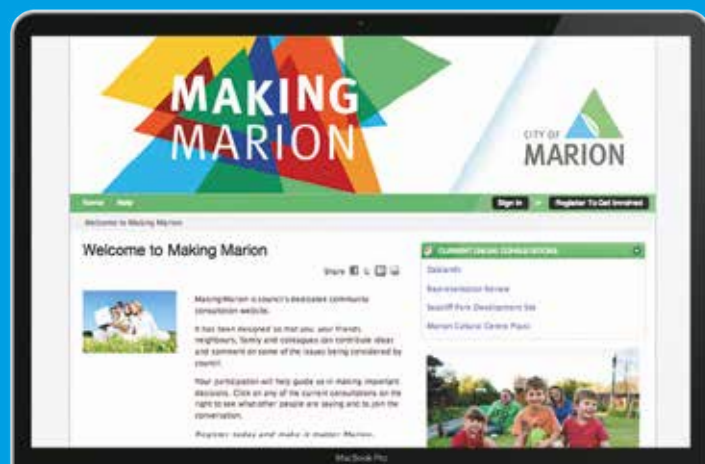 MAKING
MARION
CITY OF
MARION
Home Help
Sign in or Register To Get Involved
Welcome to Making Marion
Welcome to Making Marion
Share
CURRENT ONLINE CONSULTATIONS
Oaklands
Representation Review
Seacliff Park Development Site
Marion Cultural Centre Plaza
Making Marion is council's dedicated community
consultation website.
It has been designed so that you, your friends,
neighbours, family and colleagues can contribute ideas
and comment on some of the issues being considered by
council.
Your participation will help guide us in making important
decisions. Click on any of the current consultations on the
right to see what other people are saying and to join the
conversation.
Register today and make it matter Marion.
MacBook Pro